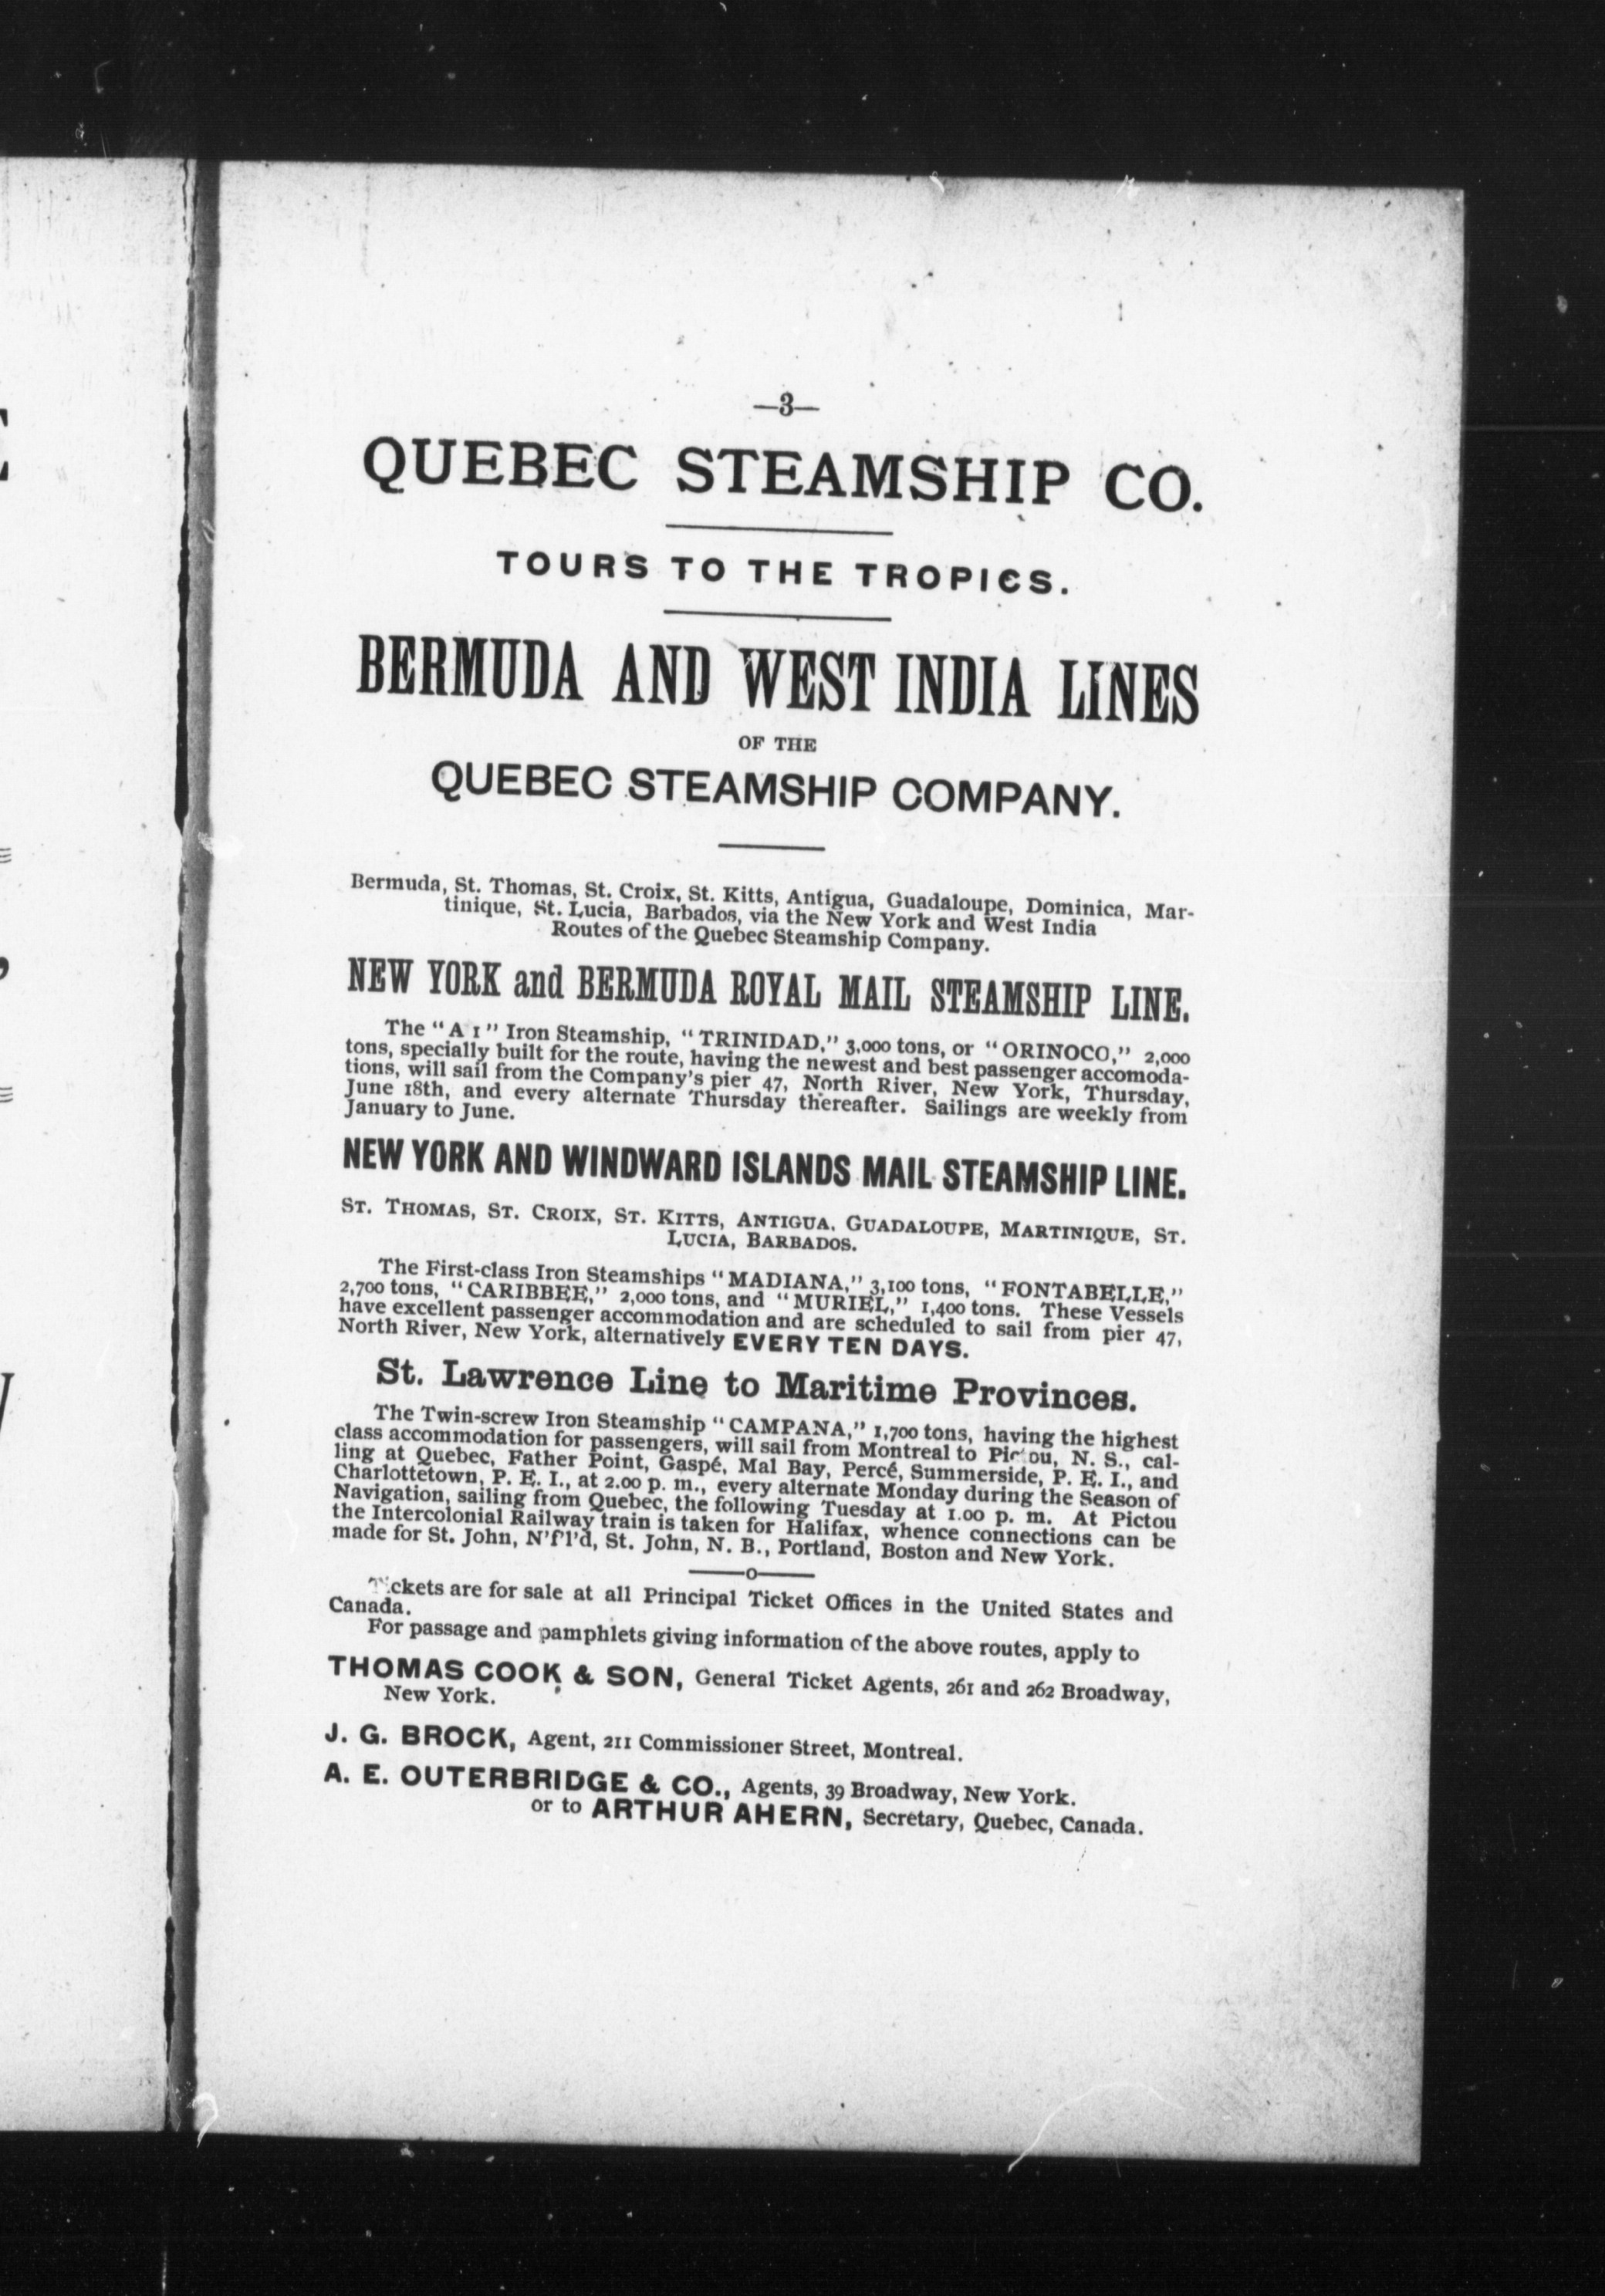 —3—
QUEBEC STEAMSHIP CO.
TOURS TO THE TROPICS.
BERMUDA AND WEST INDIA LINES
OF THE
QUEBEC STEAMSHIP COMPANY.
Bermuda, St. Thomas, St. Croix, St. Kitts, Antigua, Guadaloupe, Dominica, Mar-
tinique, St. Lucia, Barbados, via the New York and West India
Routes of the Quebec Steamship Company.
NEW YORK and BERMUDA ROYAL MAIL STEAMSHIP LINE.
The "A 1" Iron Steamship, "TRINIDAD," 3,000 tons, or "ORINOCO," 2,000
tons, specially built for the route, having the newest and best passenger accomoda-
tions, will sail from the Company's pier 47, North River, New York, Thursday,
June 18th, and every alternate Thursday thereafter. Sailings are weekly from
January to June.
NEW YORK AND WINDWARD ISLANDS MAIL STEAMSHIP LINE.
ST. THOMAS, ST. CROIX, ST. KITTS, ANTIGUA, GUADALOUPE, MARTINIQUE, ST.
LUCIA, BARBADOS.
The First-class Iron Steamships "MADIANA," 3,100 tons, "FONTABELLE,"
2,700 tons, "CARIBBEE," 2,000 tons, and "MURIEL," 1,400 tons. These Vessels
have excellent passenger accommodation and are scheduled to sail from pier 47,
North River, New York, alternatively EVERY TEN DAYS.
St. Lawrence Line to Maritime Provinces.
The Twin-screw Iron Steamship "CAMPANA," 1,700 tons, having the highest
class accommodation for passengers, will sail from Montreal to Pictou, N. S., cal-
ling at Quebec, Father Point, Gaspé, Mal Bay, Percé, Summerside, P. E. I., and
Charlottetown, P. E. I., at 2.00 p. m., every alternate Monday during the Season of
Navigation, sailing from Quebec, the following Tuesday at 1.00 p. m. At Pictou
the Intercolonial Railway train is taken for Halifax, whence connections can be
made for St. John, N'f'l'd, St. John, N. B., Portland, Boston and New York.
——o——
Tickets are for sale at all Principal Ticket Offices in the United States and
Canada.
For passage and pamphlets giving information of the above routes, apply to
THOMAS COOK & SON, General Ticket Agents, 261 and 262 Broadway,
New York.
J. G. BROCK, Agent, 211 Commissioner Street, Montreal.
A. E. OUTERBRIDGE & CO., Agents, 39 Broadway, New York.
or to ARTHUR AHERN, Secretary, Quebec, Canada.